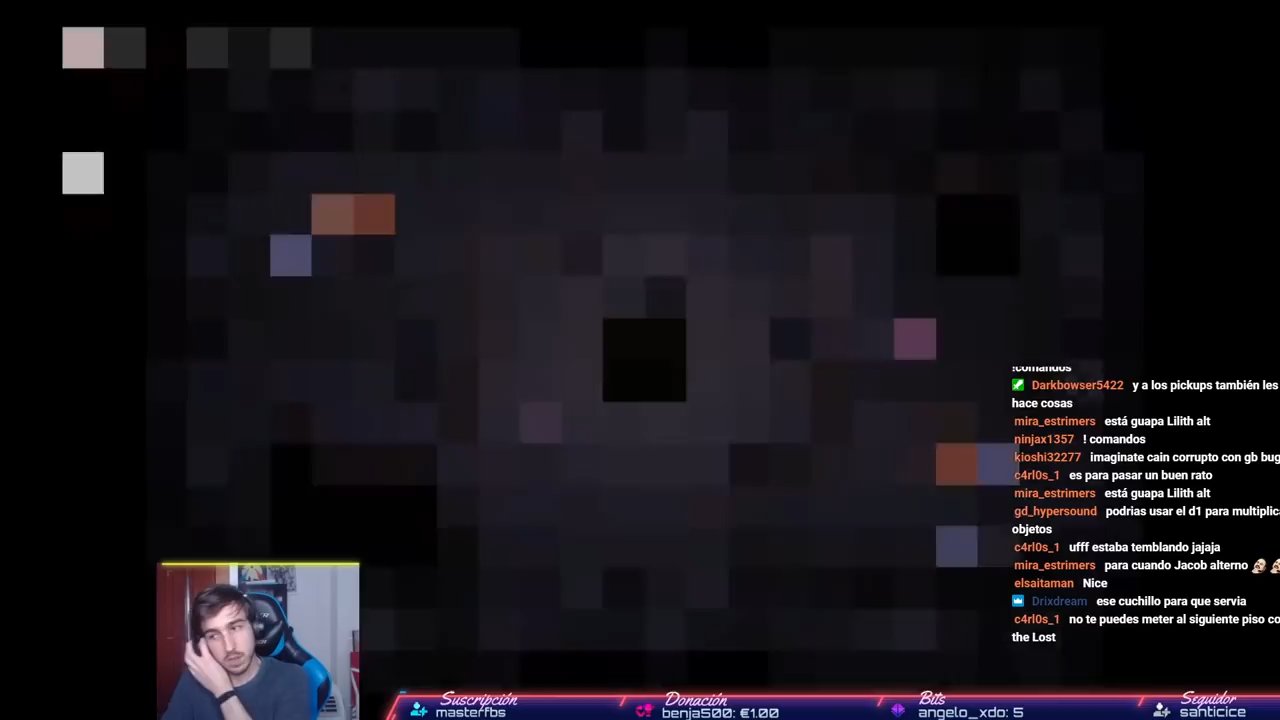 !comandos
Darkbowser5422 y a los pickups también les
hace cosas
mira_estrimers está guapa Lilith alt
ninjax1357 ! comandos
kioshi32277 imaginate cain corrupto con gb bug
c4rl0s_1 es para pasar un buen rato
mira_estrimers está guapa Lilith alt
gd_hypersound podrias usar el d1 para
objetos
c4rl0s_1 ufff estaba temblando jajaja
mira_estrimers para cuando Jacob alterno
elsaitaman Nice
Drixdream ese cuchillo para que servia
c4rl0s_1 no te puedes meter al siguiente piso
the Lost
Suscripción
masterfbs
Donación
benja500: €1.00
Bits
angelo_xdo: 5
Seguidor
santicice